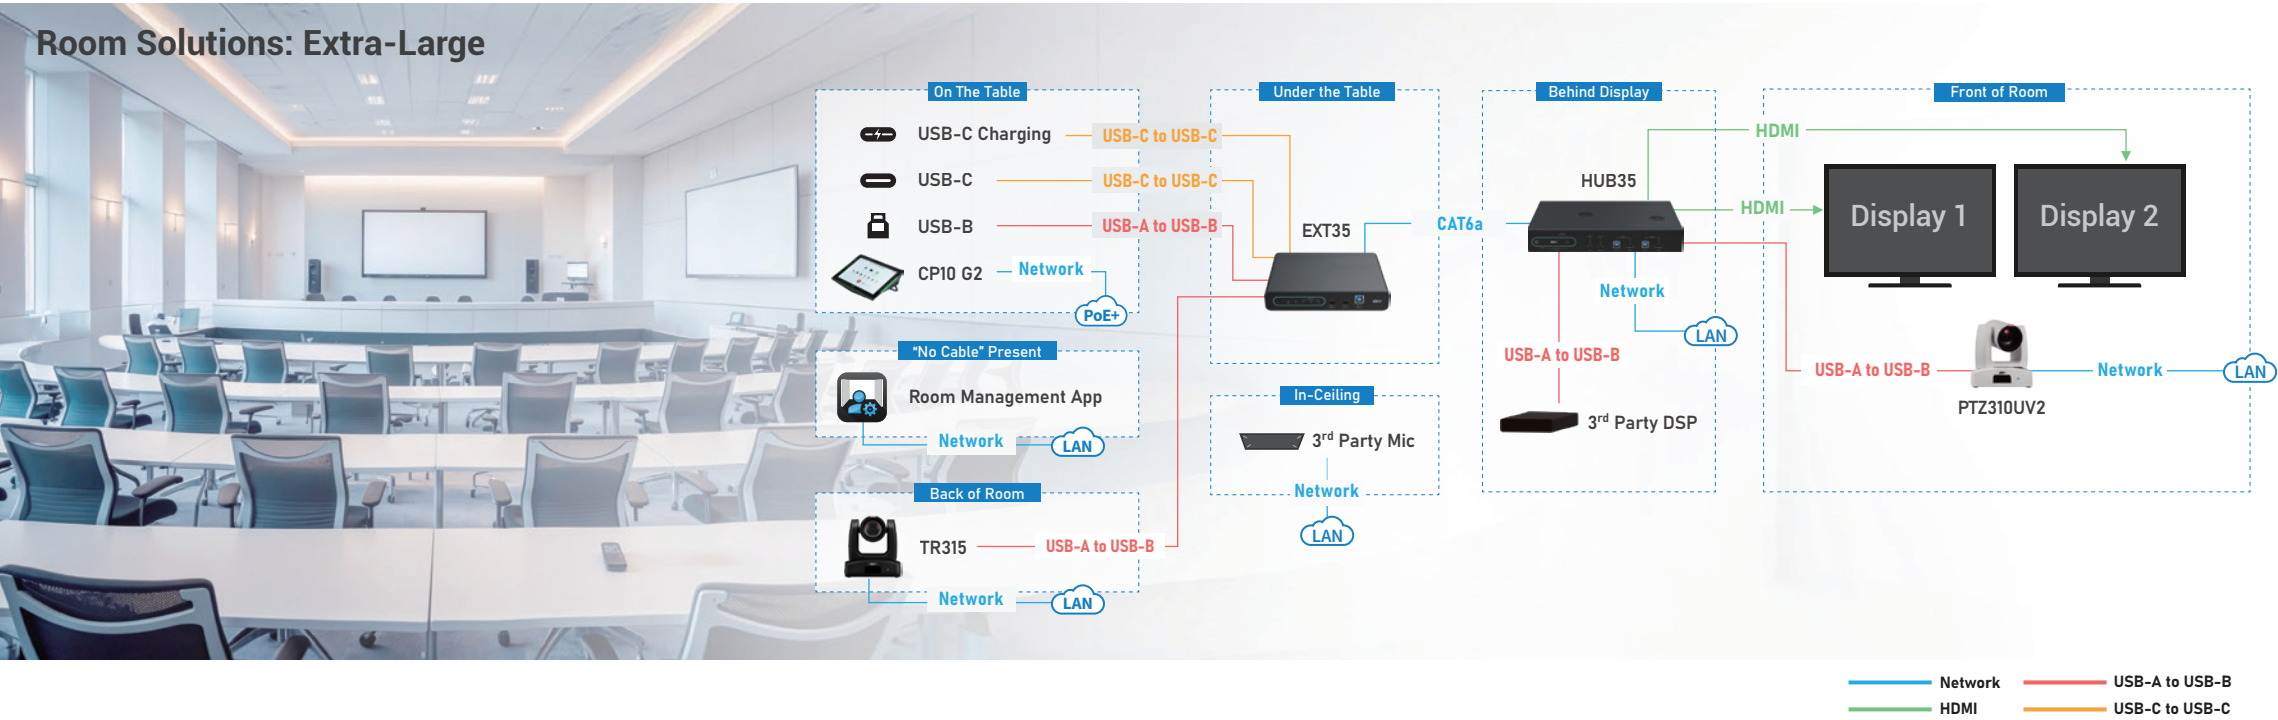 Room Solutions: Extra-Large
On The Table
USB-C Charging
USB-C to USB-C
USB-C
USB-C to USB-C
USB-B
USB-A to USB-B
CP10 G2
Network
PoE+
“No Cable” Present
Room Management App
Network
LAN
Back of Room
TR315
USB-A to USB-B
Network
LAN
Under the Table
EXT35
CAT6a
In-Ceiling
3rd Party Mic
Network
LAN
Behind Display
HUB35
Network
LAN
USB-A to USB-B
3rd Party DSP
Front of Room
HDMI
HDMI
Display 1
Display 2
USB-A to USB-B
PTZ310UV2
Network
LAN
Network
USB-A to USB-B
HDMI
USB-C to USB-C